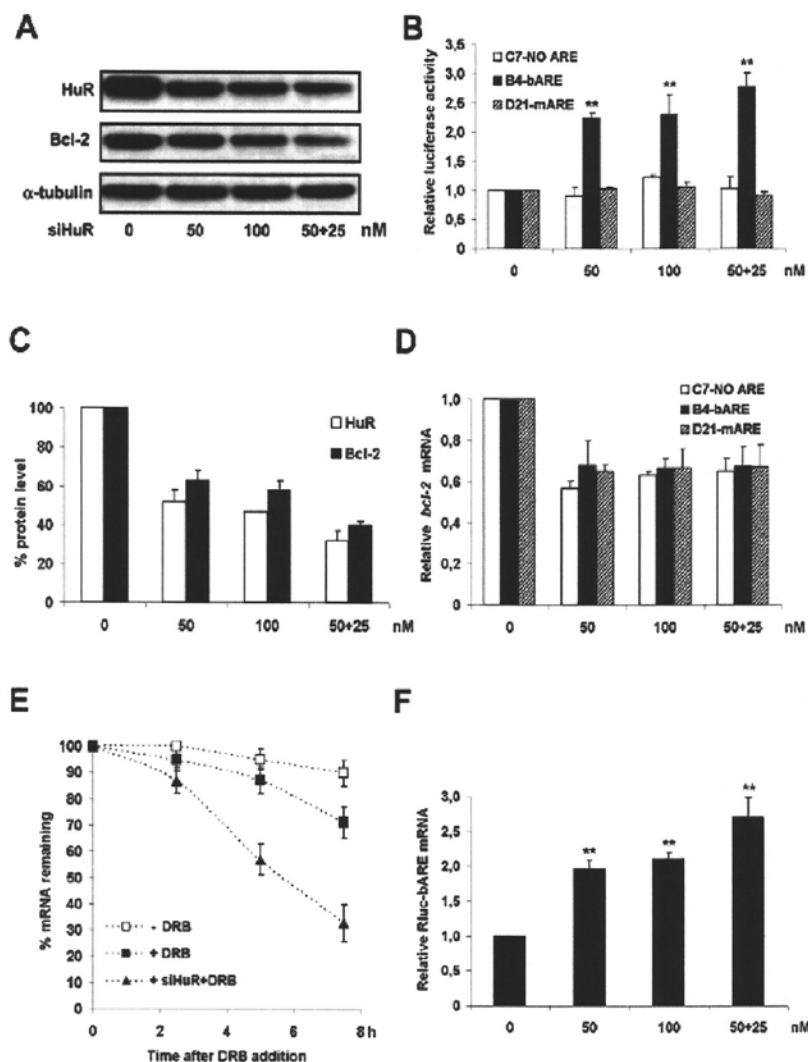 A
HuR
Bcl-2
α-tubulin
siHuR 0 50 100 50+25 nM
B
C7-NO ARE
B4-bARE
D21-mARE
Relative luciferase activity
3,5
3,0
2,5
2,0
1,5
1,0
0,5
0
** ** **
0 50 100 50+25 nM
C
HuR
Bcl-2
% protein level
100
80
60
40
20
0
0 50 100 50+25 nM
D
C7-NO ARE
B4-bARE
D21-mARE
Relative bcl-2 mRNA
1,0
0,8
0,6
0,4
0,2
0
0 50 100 50+25 nM
E
% mRNA remaining
100
90
80
70
60
50
40
30
20
10
0
- DRB
+ DRB
+ siHuR+DRB
0 2 4 6 8 h
Time after DRB addition
F
Relative Rluc-bARE mRNA
3,0
2,5
2,0
1,5
1,0
0,5
0
** ** **
0 50 100 50+25 nM